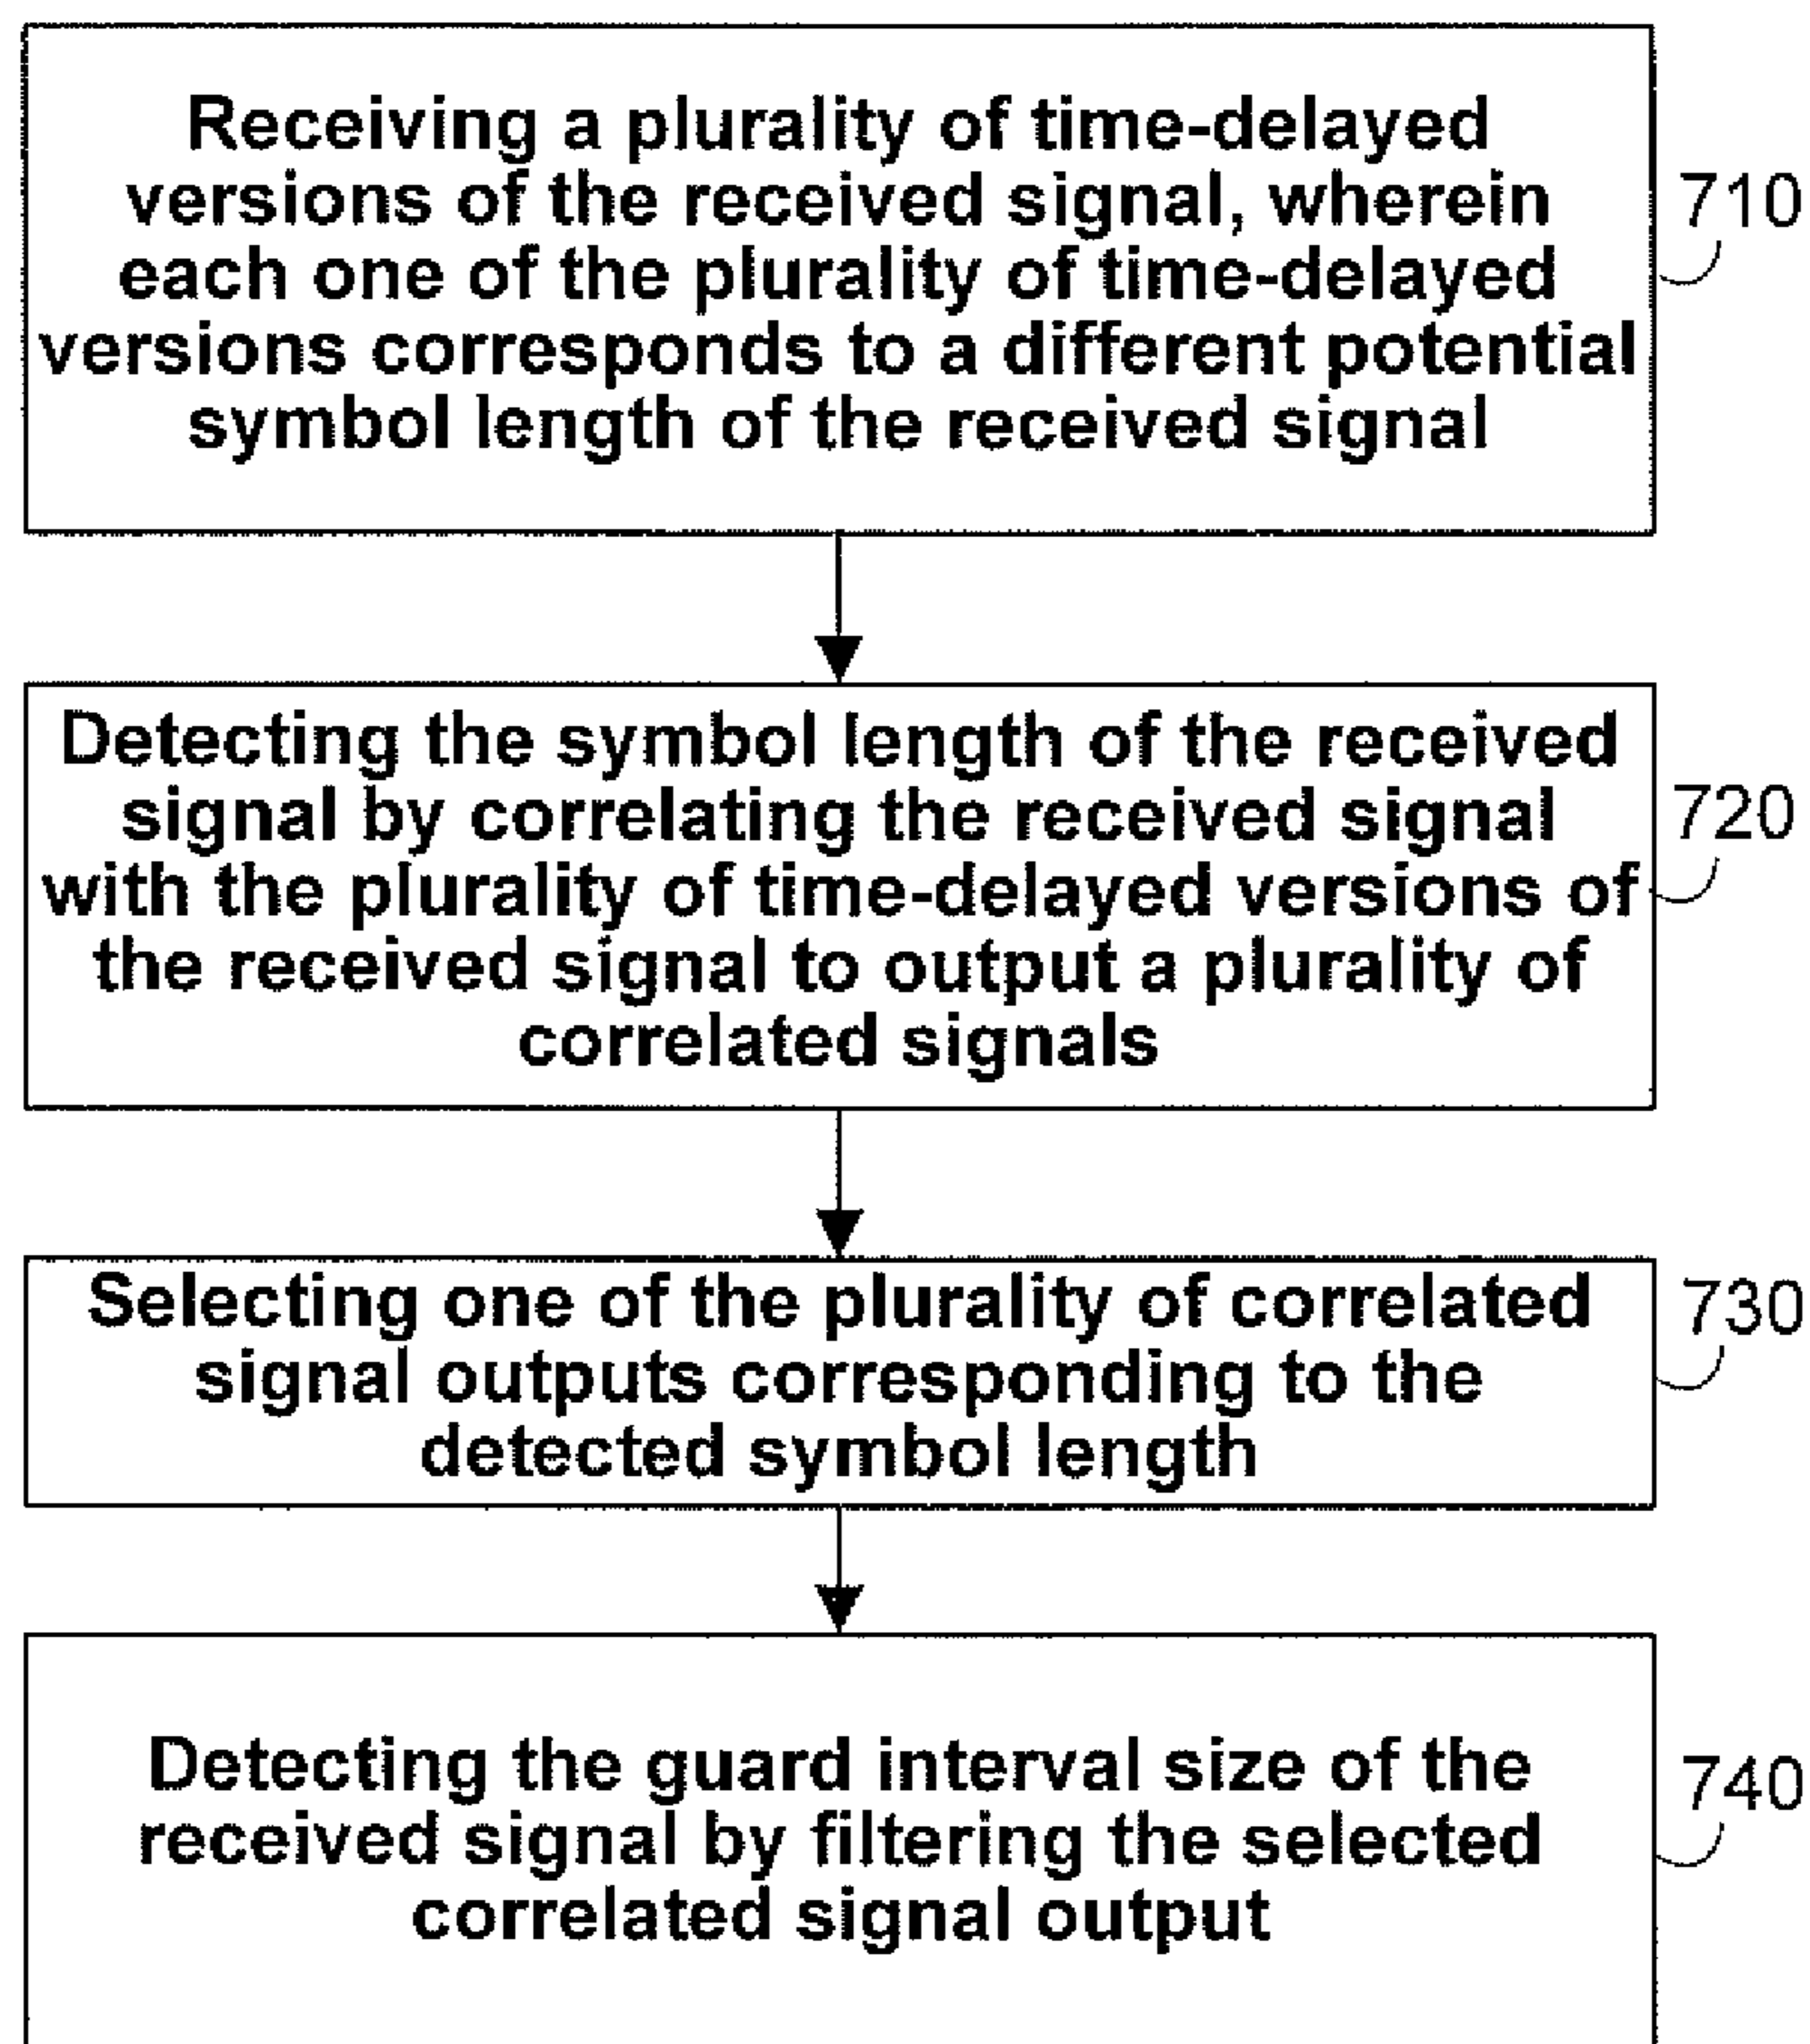 Receiving a plurality of time-delayed
versions of the received signal, wherein
each one of the plurality of time-delayed
versions corresponds to a different potential
symbol length of the received signal
710
Detecting the symbol length of the received
signal by correlating the received signal
with the plurality of time-delayed versions of
the received signal to output a plurality of
correlated signals
720
Selecting one of the plurality of correlated
signal outputs corresponding to the
detected symbol length
730
Detecting the guard interval size of the
received signal by filtering the selected
correlated signal output
740